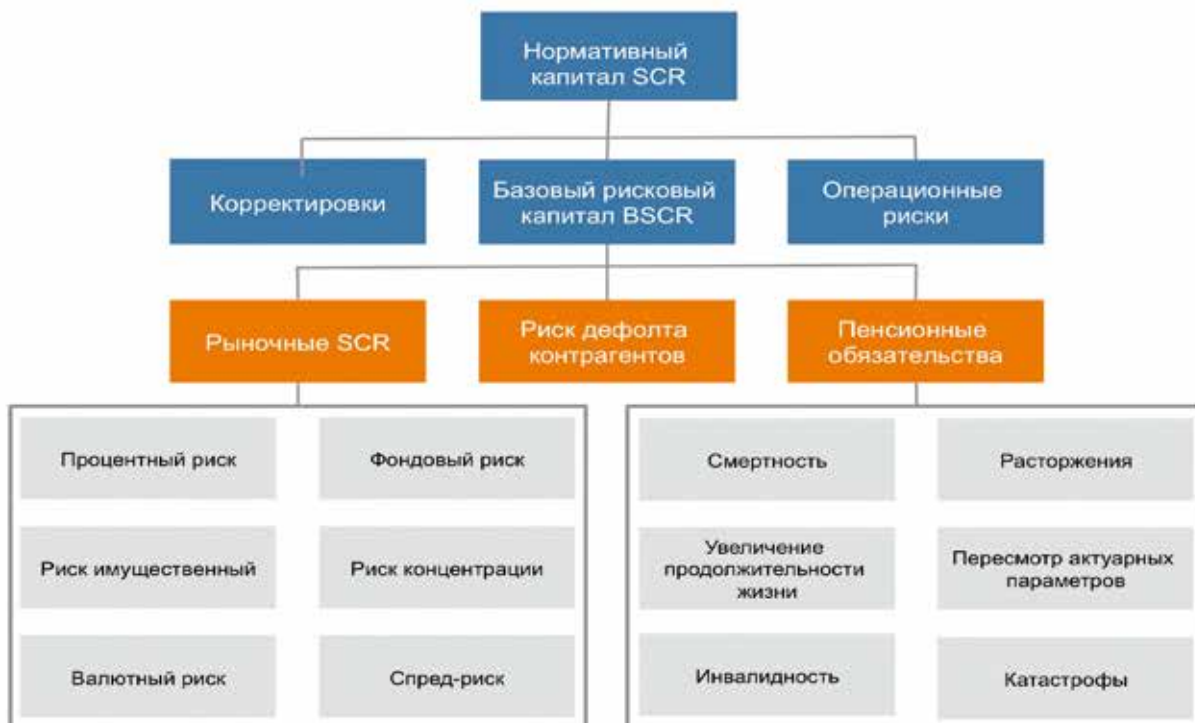 Нормативный
капитал SCR
Корректировки
Базовый рисковый
капитал BSCR
Операционные
риски
Рыночные SCR
Риск дефолта
контрагентов
Пенсионные
обязательства
Процентный риск
Фондовый риск
Риск имущественный
Риск концентрации
Валютный риск
Спред-риск
Смертность
Расторжения
Увеличение
продолжительности
жизни
Пересмотр актуарных
параметров
Инвалидность
Катастрофы